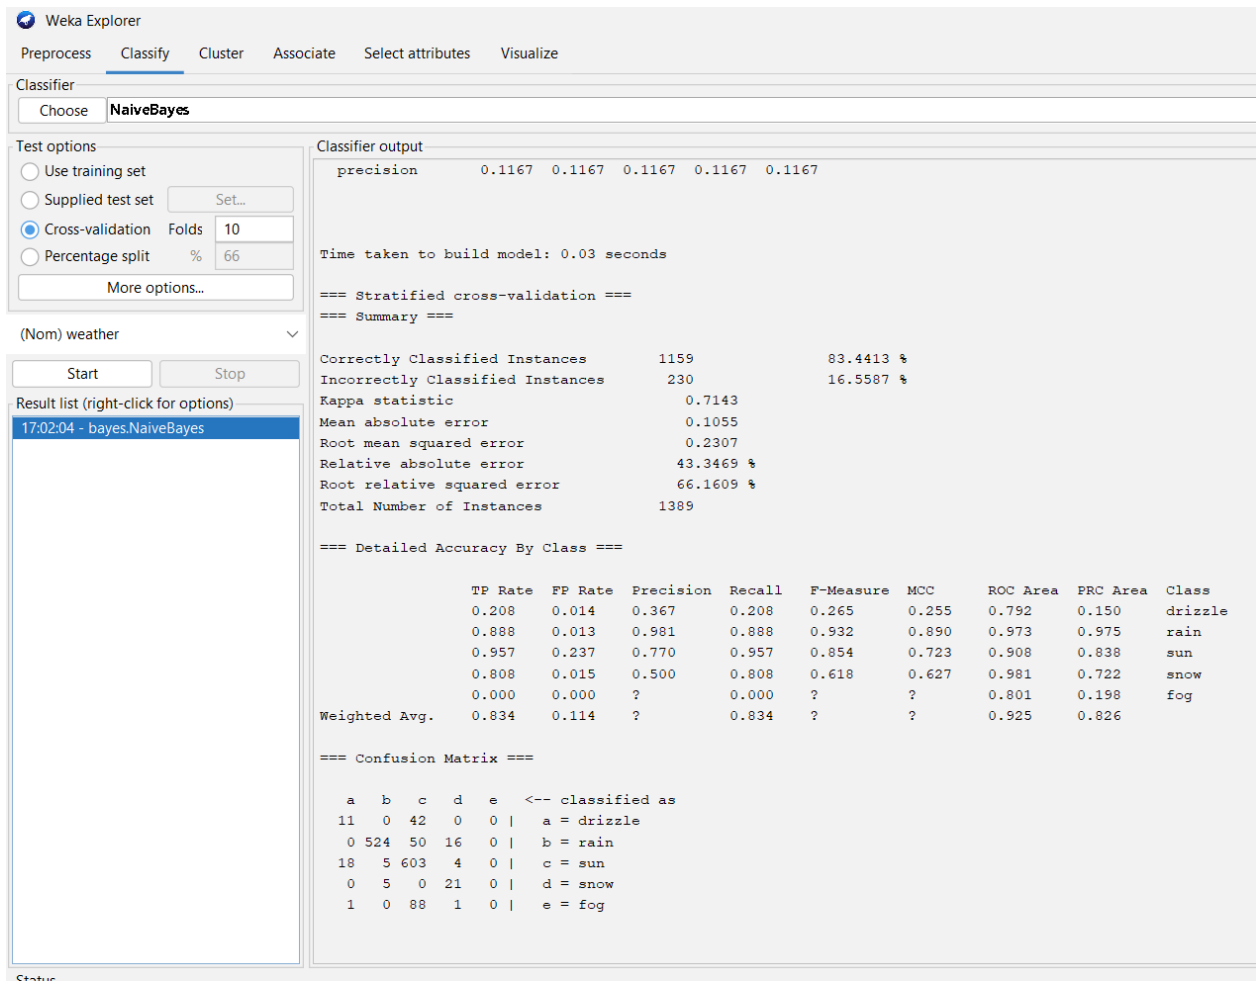 Weka Explorer
Preprocess Classify Cluster Associate Select attributes Visualize
Classifier
Choose NaiveBayes
Test options
Use training set
Supplied test set Set...
Cross-validation Folds 10
Percentage split % 66
More options...
(Nom) weather
Start Stop
Result list (right-click for options)
17:02:04 - bayes.NaiveBayes
Classifier output
precision 0.1167 0.1167 0.1167 0.1167 0.1167
Time taken to build model: 0.03 seconds
=== Stratified cross-validation ===
=== Summary ===
Correctly Classified Instances 1159 83.4413 %
Incorrectly Classified Instances 230 16.5587 %
Kappa statistic 0.7143
Mean absolute error 0.1055
Root mean squared error 0.2307
Relative absolute error 43.3469 %
Root relative squared error 66.1609 %
Total Number of Instances 1389
=== Detailed Accuracy By Class ===
TP Rate FP Rate Precision Recall F-Measure MCC ROC Area PRC Area Class
0.208 0.014 0.367 0.208 0.265 0.255 0.792 0.150 drizzle
0.888 0.013 0.981 0.888 0.932 0.890 0.973 0.975 rain
0.957 0.237 0.770 0.957 0.854 0.723 0.908 0.838 sun
0.808 0.015 0.500 0.808 0.618 0.627 0.981 0.722 snow
0.000 0.000 ? 0.000 ? ? 0.801 0.198 fog
Weighted Avg. 0.834 0.114 ? 0.834 ? ? 0.925 0.826
=== Confusion Matrix ===
a b c d e <-- classified as
11 0 42 0 0 | a = drizzle
0 524 50 16 0 | b = rain
18 5 603 4 0 | c = sun
0 5 0 21 0 | d = snow
1 0 88 1 0 | e = fog
Status